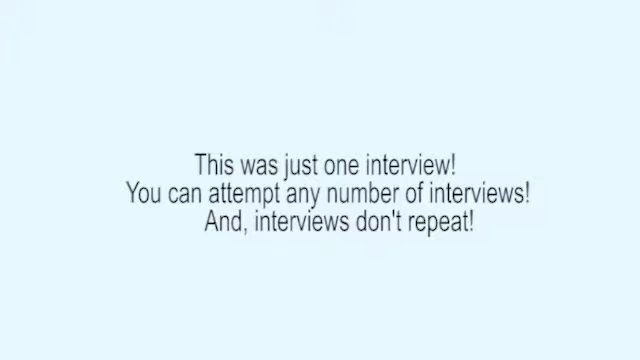 This was just one interview!
You can attempt any number of interviews!
And, interviews don't repeat!